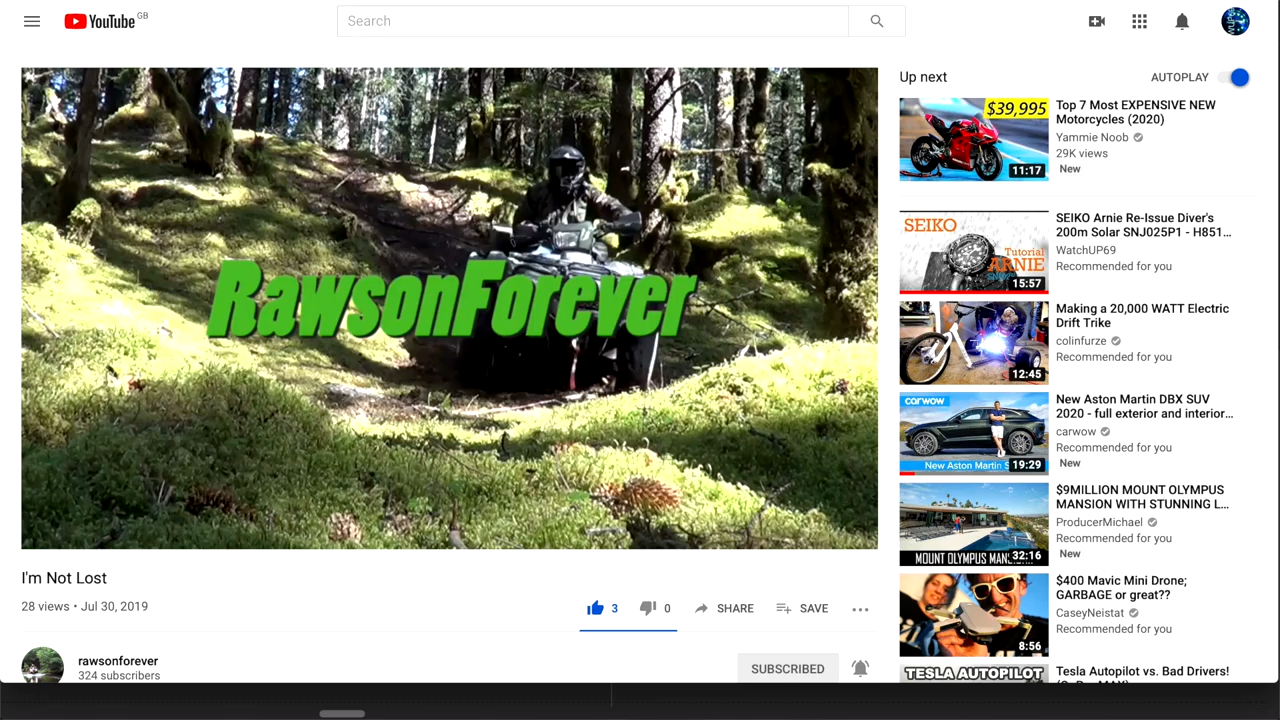 YouTube GB
Search
RawsonForever
I'm Not Lost
28 views • Jul 30, 2019
3
0
SHARE
SAVE
rawsonforever
324 subscribers
SUBSCRIBED
Up next
AUTOPLAY
$39,995
11:17
Top 7 Most EXPENSIVE NEW
Motorcycles (2020)
Yammie Noob
29K views
New
SEIKO
Tutorial
ARNIE
15:57
SEIKO Arnie Re-Issue Diver's
200m Solar SNJ025P1 - H851...
WatchUP69
Recommended for you
12:45
Making a 20,000 WATT Electric
Drift Trike
colinfurze
Recommended for you
carwow
New Aston Martin
19:29
New Aston Martin DBX SUV
2020 - full exterior and interior...
carwow
Recommended for you
New
MOUNT OLYMPUS
32:16
$9MILLION MOUNT OLYMPUS
MANSION WITH STUNNING L...
ProducerMichael
Recommended for you
New
8:56
$400 Mavic Mini Drone;
GARBAGE or great??
CaseyNeistat
Recommended for you
TESLA AUTOPILOT
Tesla Autopilot vs. Bad Drivers!